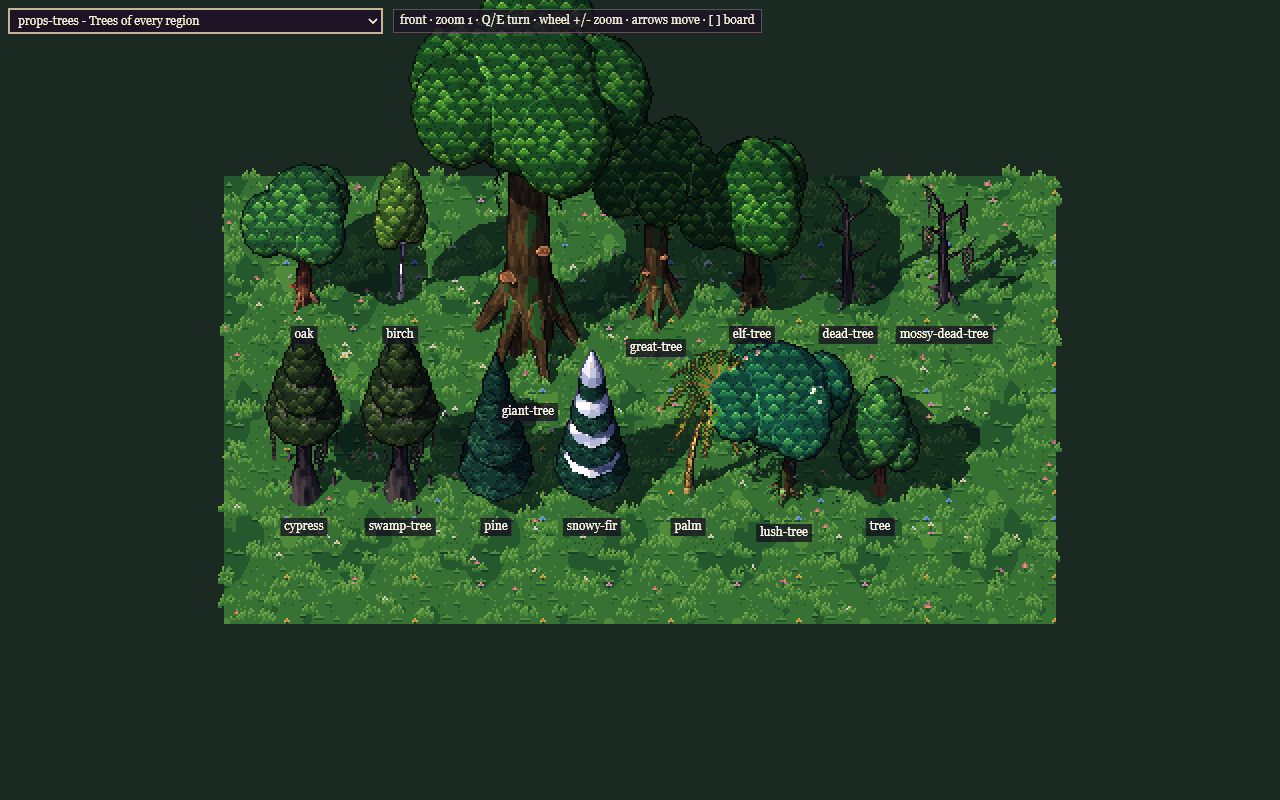 props-trees - Trees of every region
front · zoom 1 · Q/E turn · wheel +/- zoom · arrows move · [ ] board
oak
birch
great-tree
elf-tree
dead-tree
mossy-dead-tree
giant-tree
cypress
swamp-tree
pine
snowy-fir
palm
lush-tree
tree